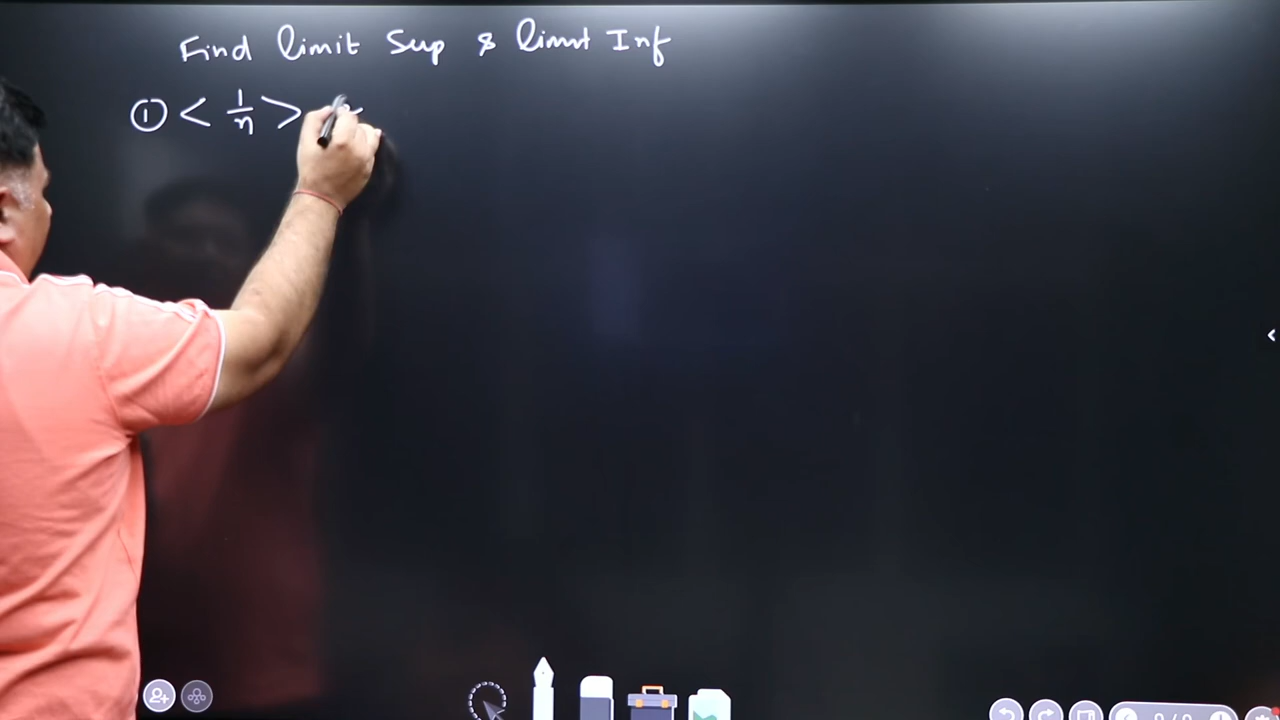 Find limit Sup & limit Inf
① < 1/n >